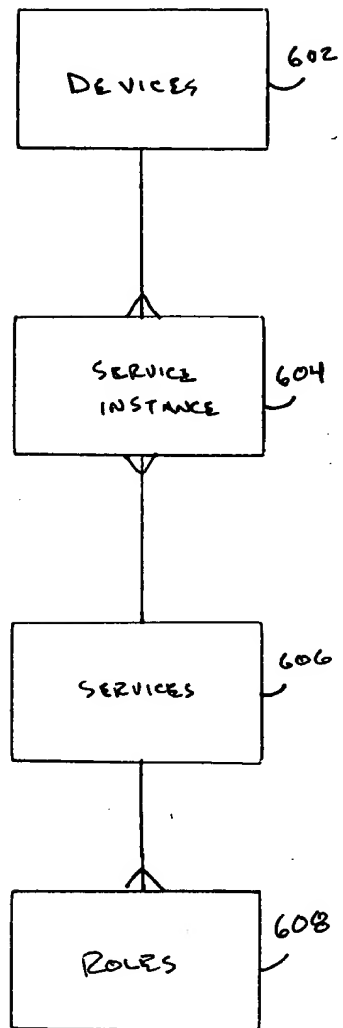 602
DEVICES
604
SERVICE
INSTANCE
606
SERVICES
608
ROLES